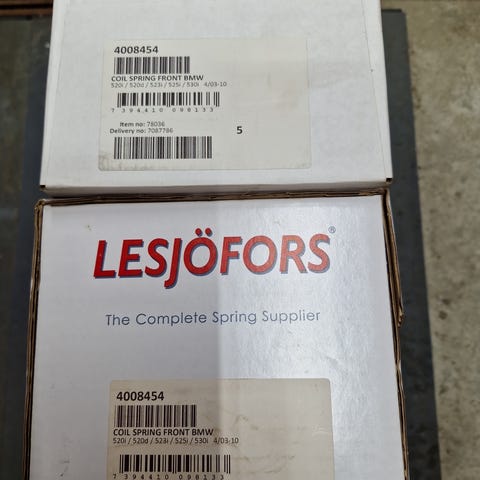 4008454
COIL SPRING FRONT BMW
520i / 520d / 523i / 525i / 530i 4/03-10
7 394410 098133
Item no: 78036
Delivery no: 7087786
5
LESJÖFORS®
The Complete Spring Supplier
4008454
COIL SPRING FRONT BMW
520i / 520d / 523i / 525i / 530i 4/03-10
7 394410 098133